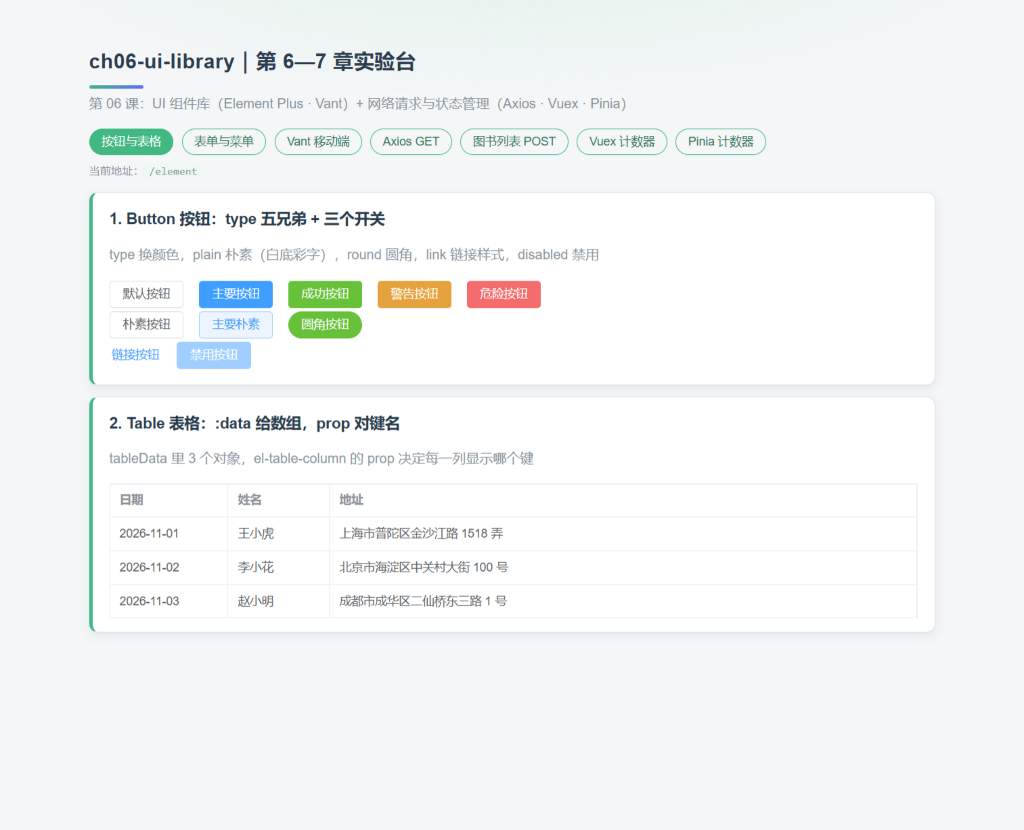 ch06-ui-library｜第 6—7 章实验台
第 06 课：UI 组件库（Element Plus · Vant）+ 网络请求与状态管理（Axios · Vuex · Pinia）
按钮与表格 表单与菜单 Vant 移动端 Axios GET 图书列表 POST Vuex 计数器 Pinia 计数器
当前地址： /element
1. Button 按钮：type 五兄弟 + 三个开关
type 换颜色，plain 朴素（白底彩字），round 圆角，link 链接样式，disabled 禁用
默认按钮 主要按钮 成功按钮 警告按钮 危险按钮
朴素按钮 主要朴素 圆角按钮
链接按钮 禁用按钮
2. Table 表格：:data 给数组，prop 对键名
tableData 里 3 个对象，el-table-column 的 prop 决定每一列显示哪个键
日期 姓名 地址
2026-11-01 王小虎 上海市普陀区金沙江路 1518 弄
2026-11-02 李小花 北京市海淀区中关村大街 100 号
2026-11-03 赵小明 成都市成华区二仙桥东三路 1 号